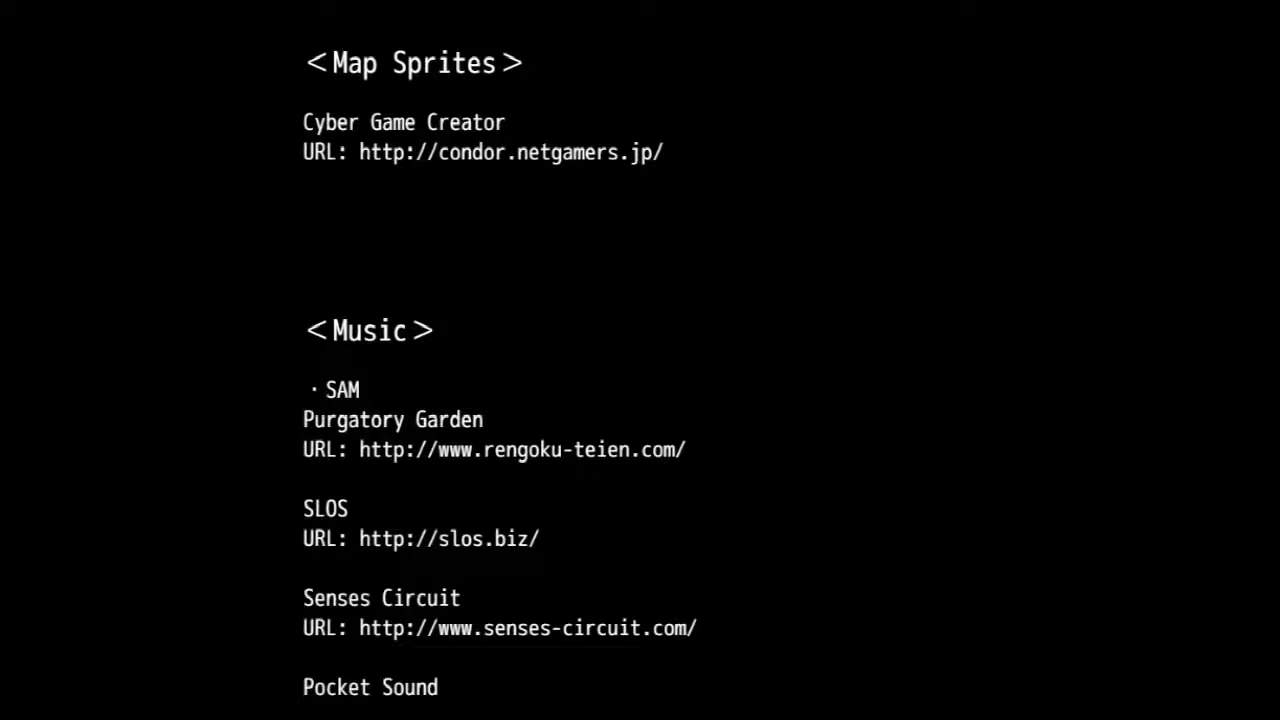 ＜Map Sprites＞
Cyber Game Creator
URL: http://condor.netgamers.jp/
＜Music＞
・SAM
Purgatory Garden
URL: http://www.rengoku-teien.com/
SLOS
URL: http://slos.biz/
Senses Circuit
URL: http://www.senses-circuit.com/
Pocket Sound